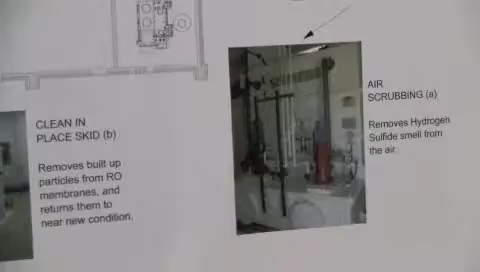 CLEAN IN
PLACE SKID (b)
Removes built up
particles from RO
membranes, and
returns them to
near new condition.
AIR
SCRUBBING (a)
Removes Hydrogen
Sulfide smell from
the air.